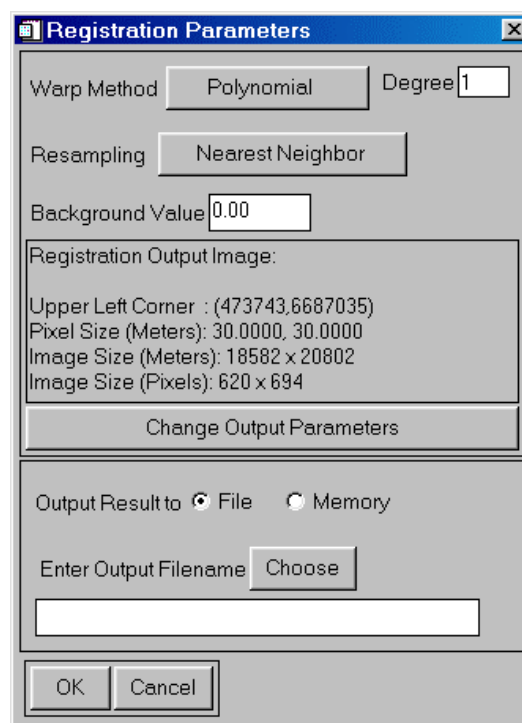 Registration Parameters
Warp Method Polynomial Degree 1
Resampling Nearest Neighbor
Background Value 0.00
Registration Output Image:
Upper Left Corner : (473743,6687035)
Pixel Size (Meters): 30.0000, 30.0000
Image Size (Meters): 18582 x 20802
Image Size (Pixels): 620 x 694
Change Output Parameters
Output Result to File Memory
Enter Output Filename Choose
OK Cancel